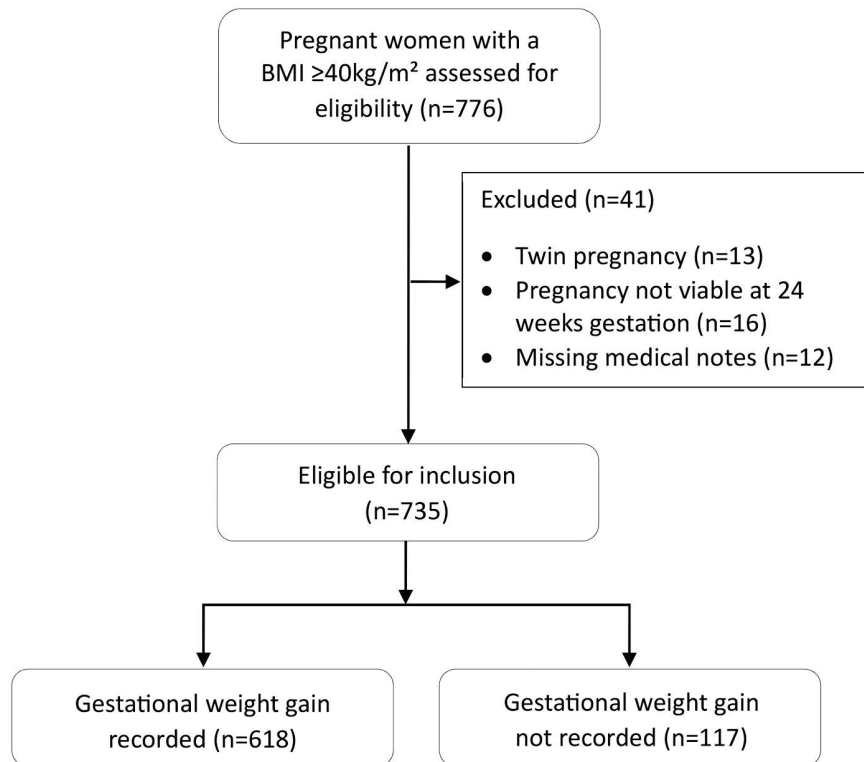 Pregnant women with a
BMI ≥40kg/m² assessed for
eligibility (n=776)
Excluded (n=41)
• Twin pregnancy (n=13)
• Pregnancy not viable at 24
weeks gestation (n=16)
• Missing medical notes (n=12)
Eligible for inclusion
(n=735)
Gestational weight gain
recorded (n=618)
Gestational weight gain
not recorded (n=117)